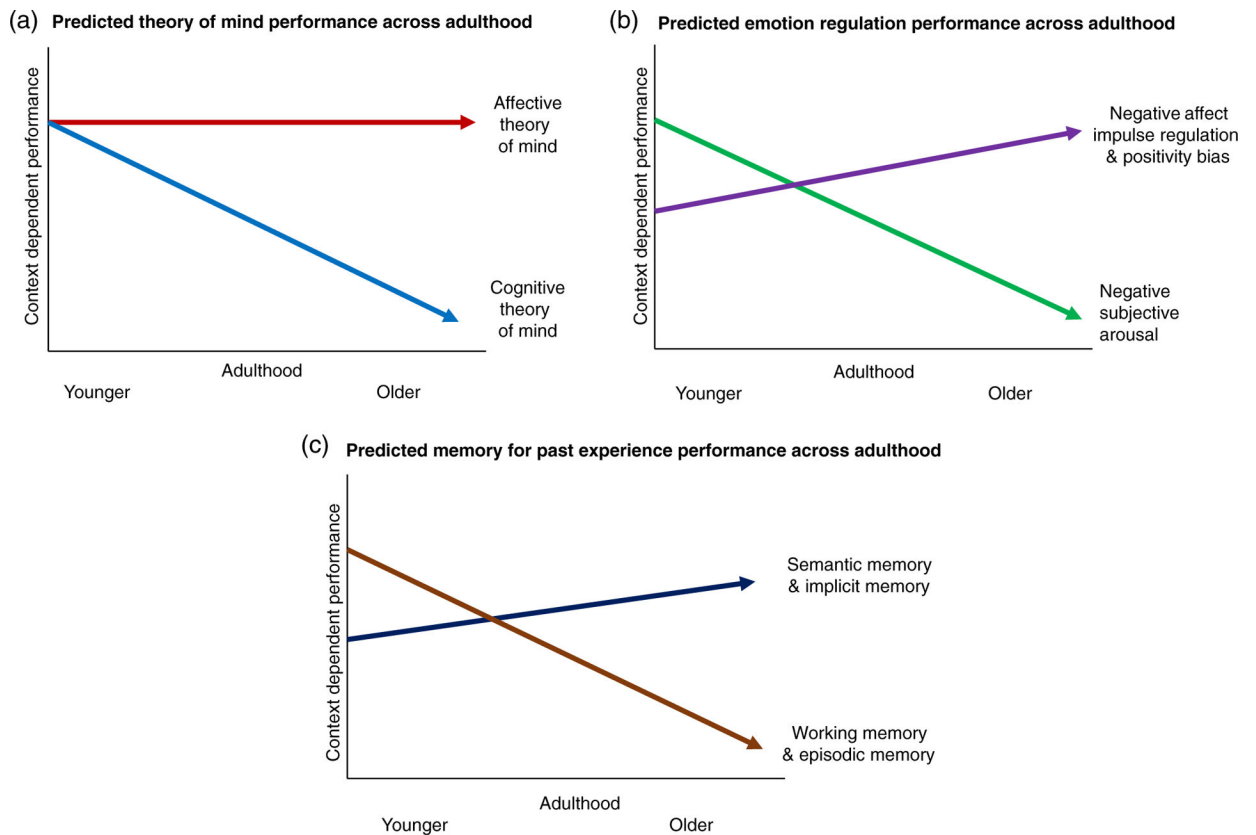 (a) Predicted theory of mind performance across adulthood
Context dependent performance
Affective
theory
of mind
Cognitive
theory
of mind
Adulthood
Younger
Older
(b) Predicted emotion regulation performance across adulthood
Context dependent performance
Negative affect
impulse regulation
& positivity bias
Negative
subjective
arousal
Adulthood
Younger
Older
(c) Predicted memory for past experience performance across adulthood
Context dependent performance
Semantic memory
& implicit memory
Working memory
& episodic memory
Adulthood
Younger
Older